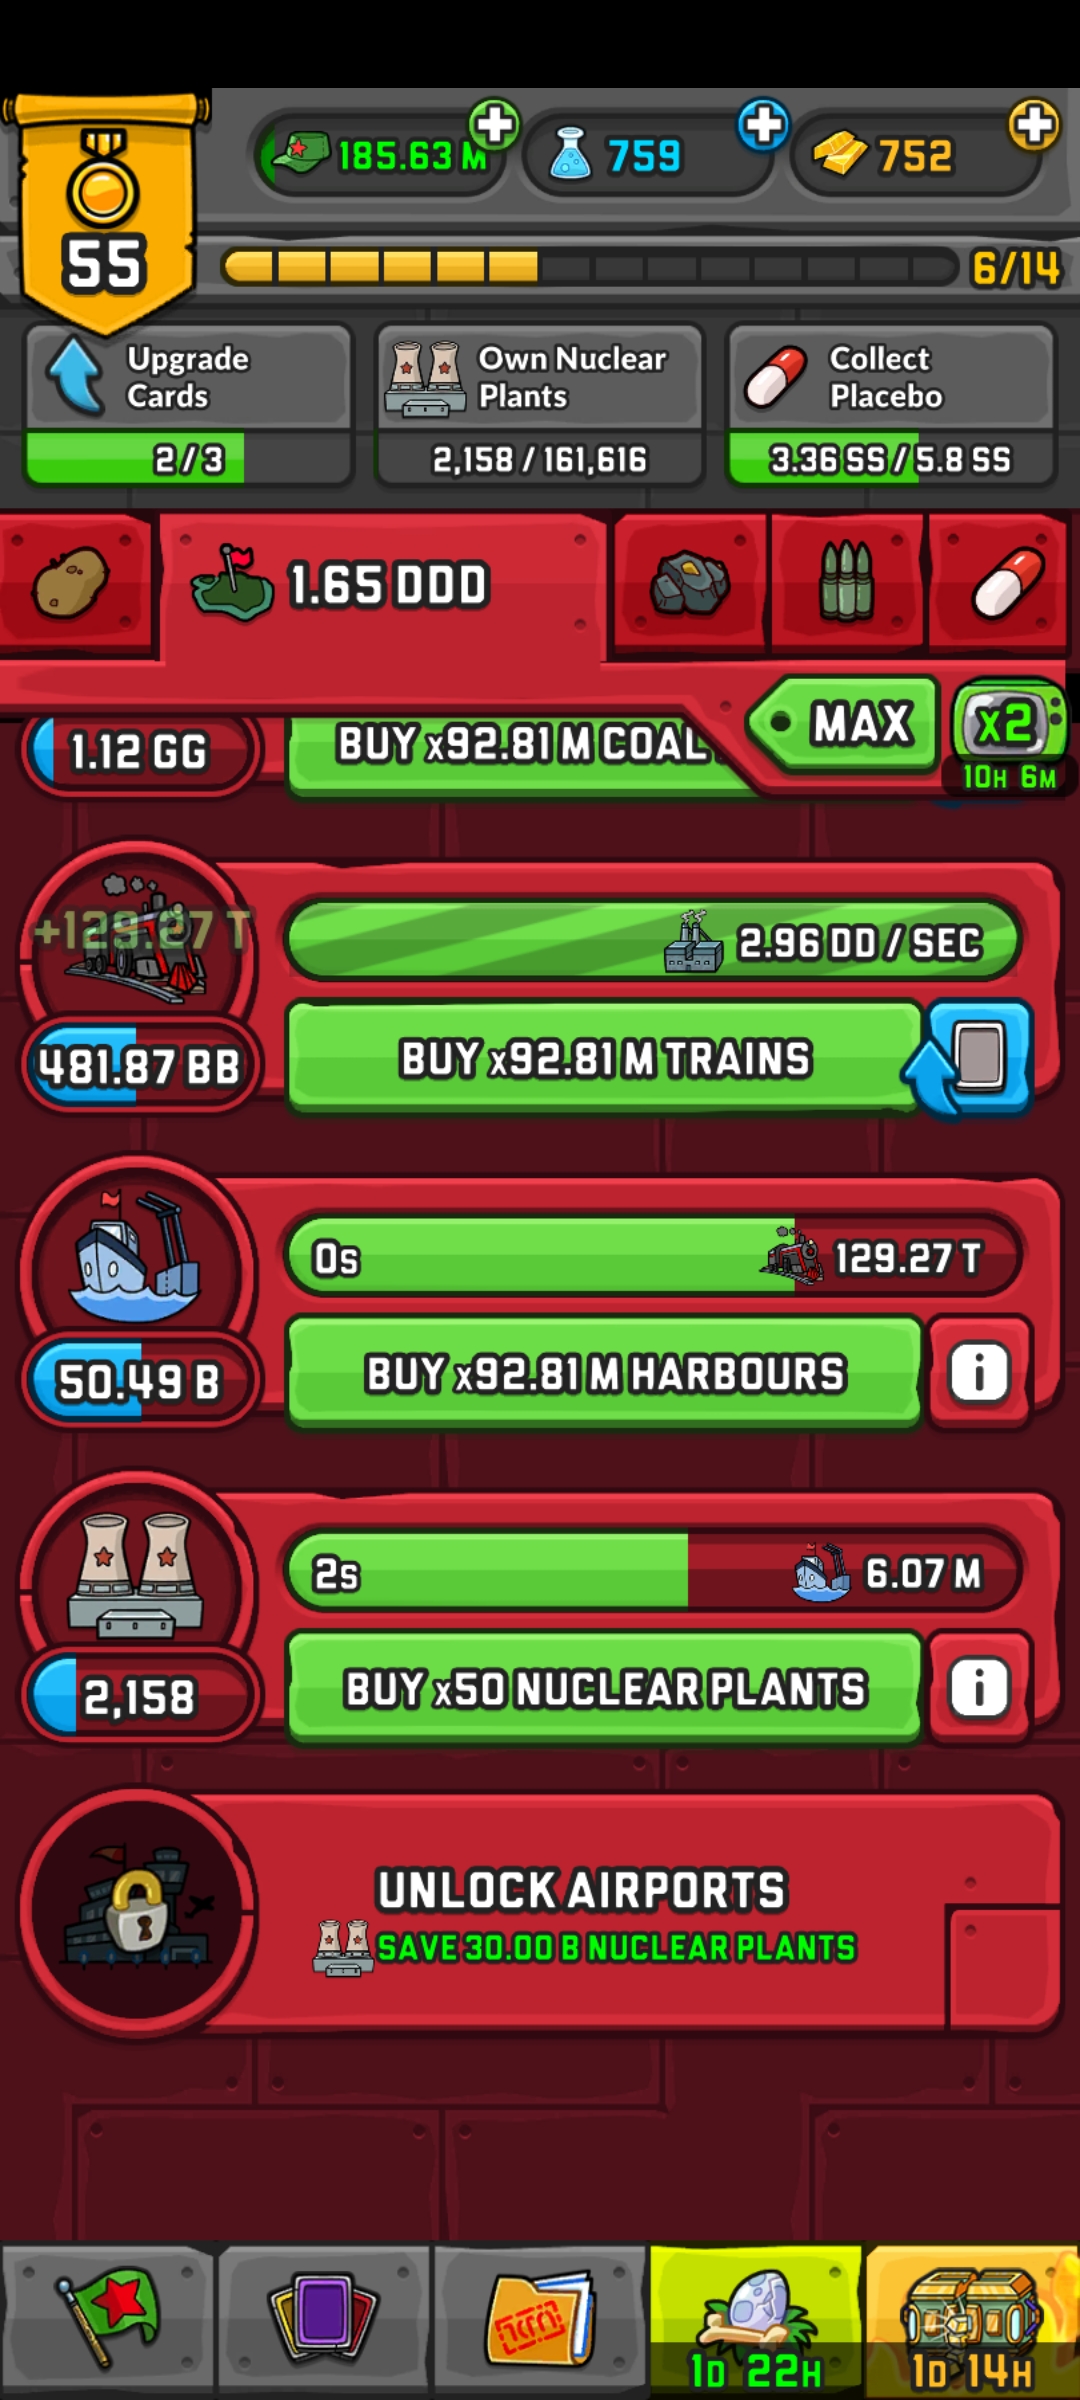 185.63 M
759
752
55
6/14
Upgrade
Cards
2/3
Own Nuclear
Plants
2,158 / 161,616
Collect
Placebo
3.36 SS / 5.8 SS
1.65 DDD
MAX
X2
10H 6M
1.12 GG
BUY x92.81 M COAL
+129.27 T
2.96 DD / SEC
481.87 BB
BUY x92.81 M TRAINS
0s
129.27 T
50.49 B
BUY x92.81 M HARBOURS
i
2s
6.07 M
2,158
BUY x50 NUCLEAR PLANTS
i
UNLOCK AIRPORTS
SAVE 30.00 B NUCLEAR PLANTS
1D 22H
1D 14H